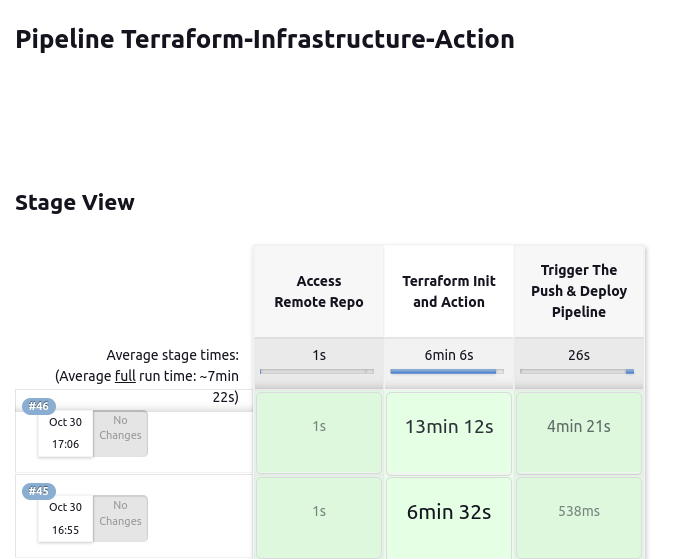 Pipeline Terraform-Infrastructure-Action
Stage View
Access
Remote Repo
Terraform Init
and Action
Trigger The
Push & Deploy
Pipeline
Average stage times:
(Average full run time: ~7min
22s)
1s
6min 6s
26s
#46
Oct 30
17:06
No
Changes
1s
13min 12s
4min 21s
#45
Oct 30
16:55
No
Changes
1s
6min 32s
538ms